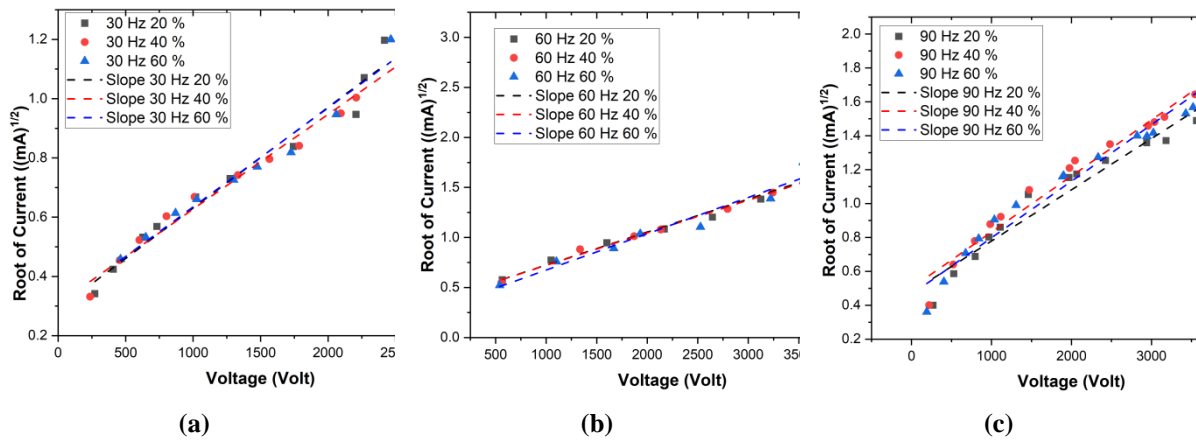 1.2
1.0
0.8
0.6
0.4
0.2
Root of Current ((mA)^1/2)
30 Hz 20 %
30 Hz 40 %
30 Hz 60 %
Slope 30 Hz 20 %
Slope 30 Hz 40 %
Slope 30 Hz 60 %
0 500 1000 1500 2000 250
Voltage (Volt)
(a)
3.0
2.5
2.0
1.5
1.0
0.5
0.0
Root of Current ((mA)^1/2)
60 Hz 20 %
60 Hz 40 %
60 Hz 60 %
Slope 60 Hz 20 %
Slope 60 Hz 40 %
Slope 60 Hz 60 %
500 1000 1500 2000 2500 3000 350
Voltage (Volt)
(b)
2.0
1.8
1.6
1.4
1.2
1.0
0.8
0.6
0.4
0.2
Root of Current ((mA)^1/2)
90 Hz 20 %
90 Hz 40 %
90 Hz 60 %
Slope 90 Hz 20 %
Slope 90 Hz 40 %
Slope 90 Hz 60 %
0 1000 2000 3000
Voltage (Volt)
(c)